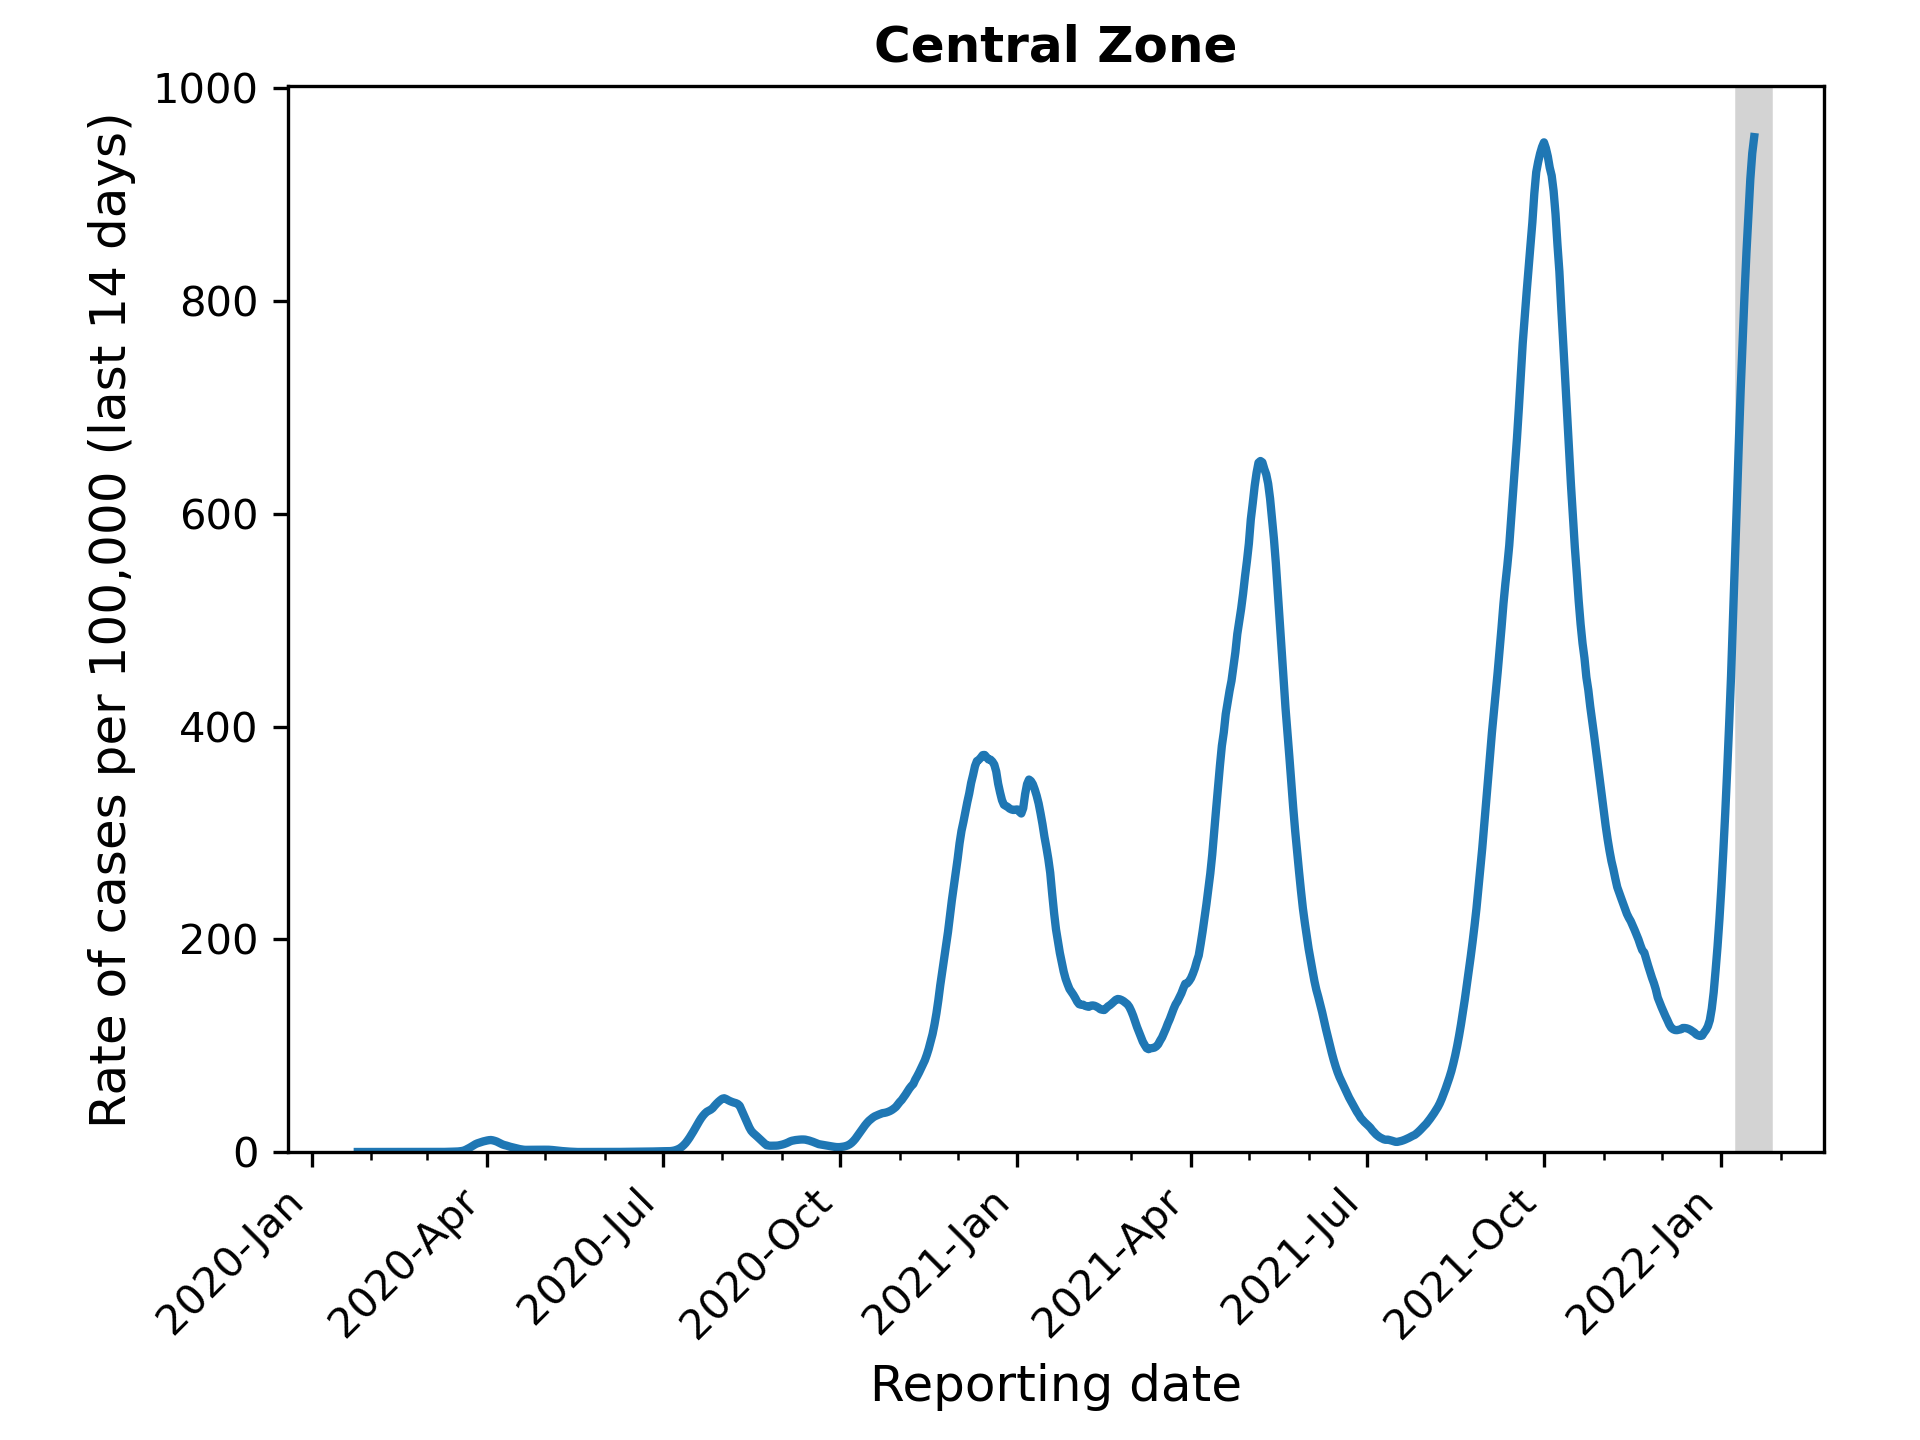 Central Zone
Rate of cases per 100,000 (last 14 days)
1000
800
600
400
200
0
2020-Jan
2020-Apr
2020-Jul
2020-Oct
2021-Jan
2021-Apr
2021-Jul
2021-Oct
2022-Jan
Reporting date